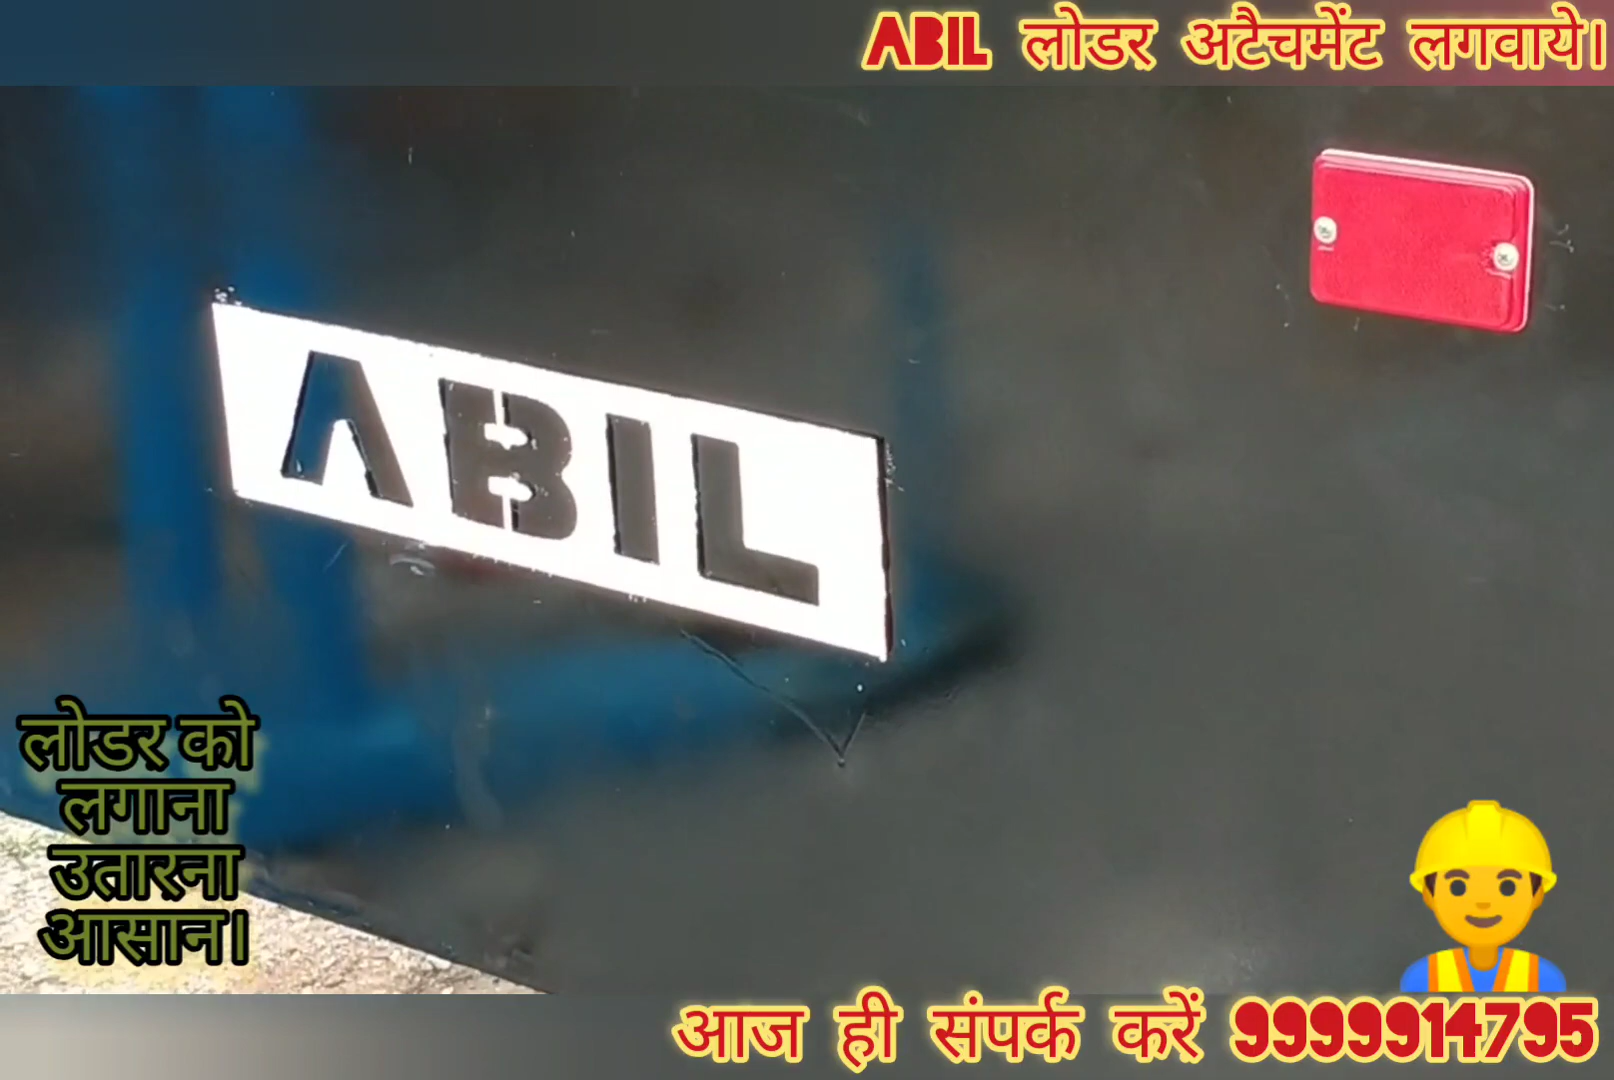 ABIL लोडर अटैचमेंट लगवाये।
ABIL
लोडर को
लगाना
उतारना
आसान।
आज ही संपर्क करें 9999914795